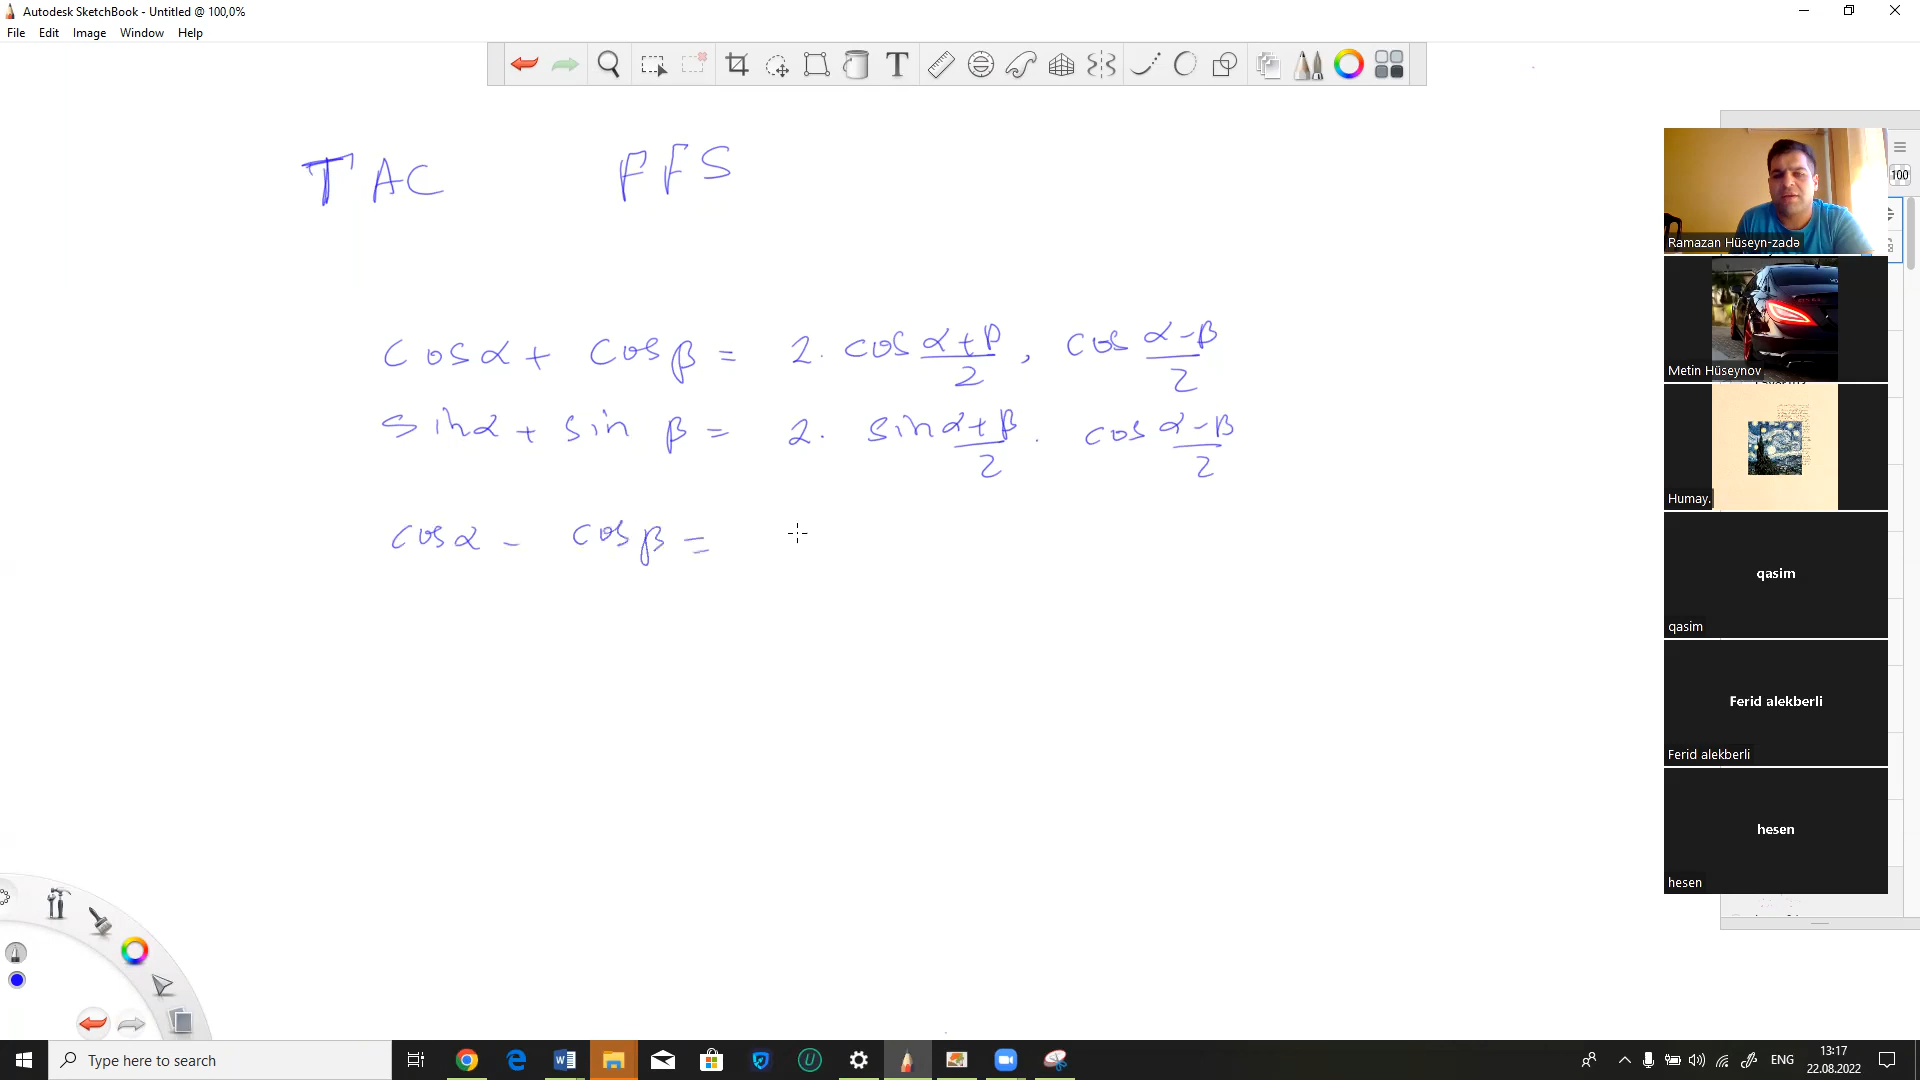 Autodesk SketchBook - Untitled @ 100,0%
File Edit Image Window Help
T
TAC FFS
100
Ramazan Hüseyn-zadə
cosα + cosβ = 2 . cos α+β/2 , cos α-β/2
Metin Hüseynov
sinα + sin β = 2 . sin α+β/2 . cos α-β/2
Humay.
cosα - cosβ =
qasim
qasim
Ferid alekberli
Ferid alekberli
hesen
hesen
Type here to search
ENG
13:17
22.08.2022